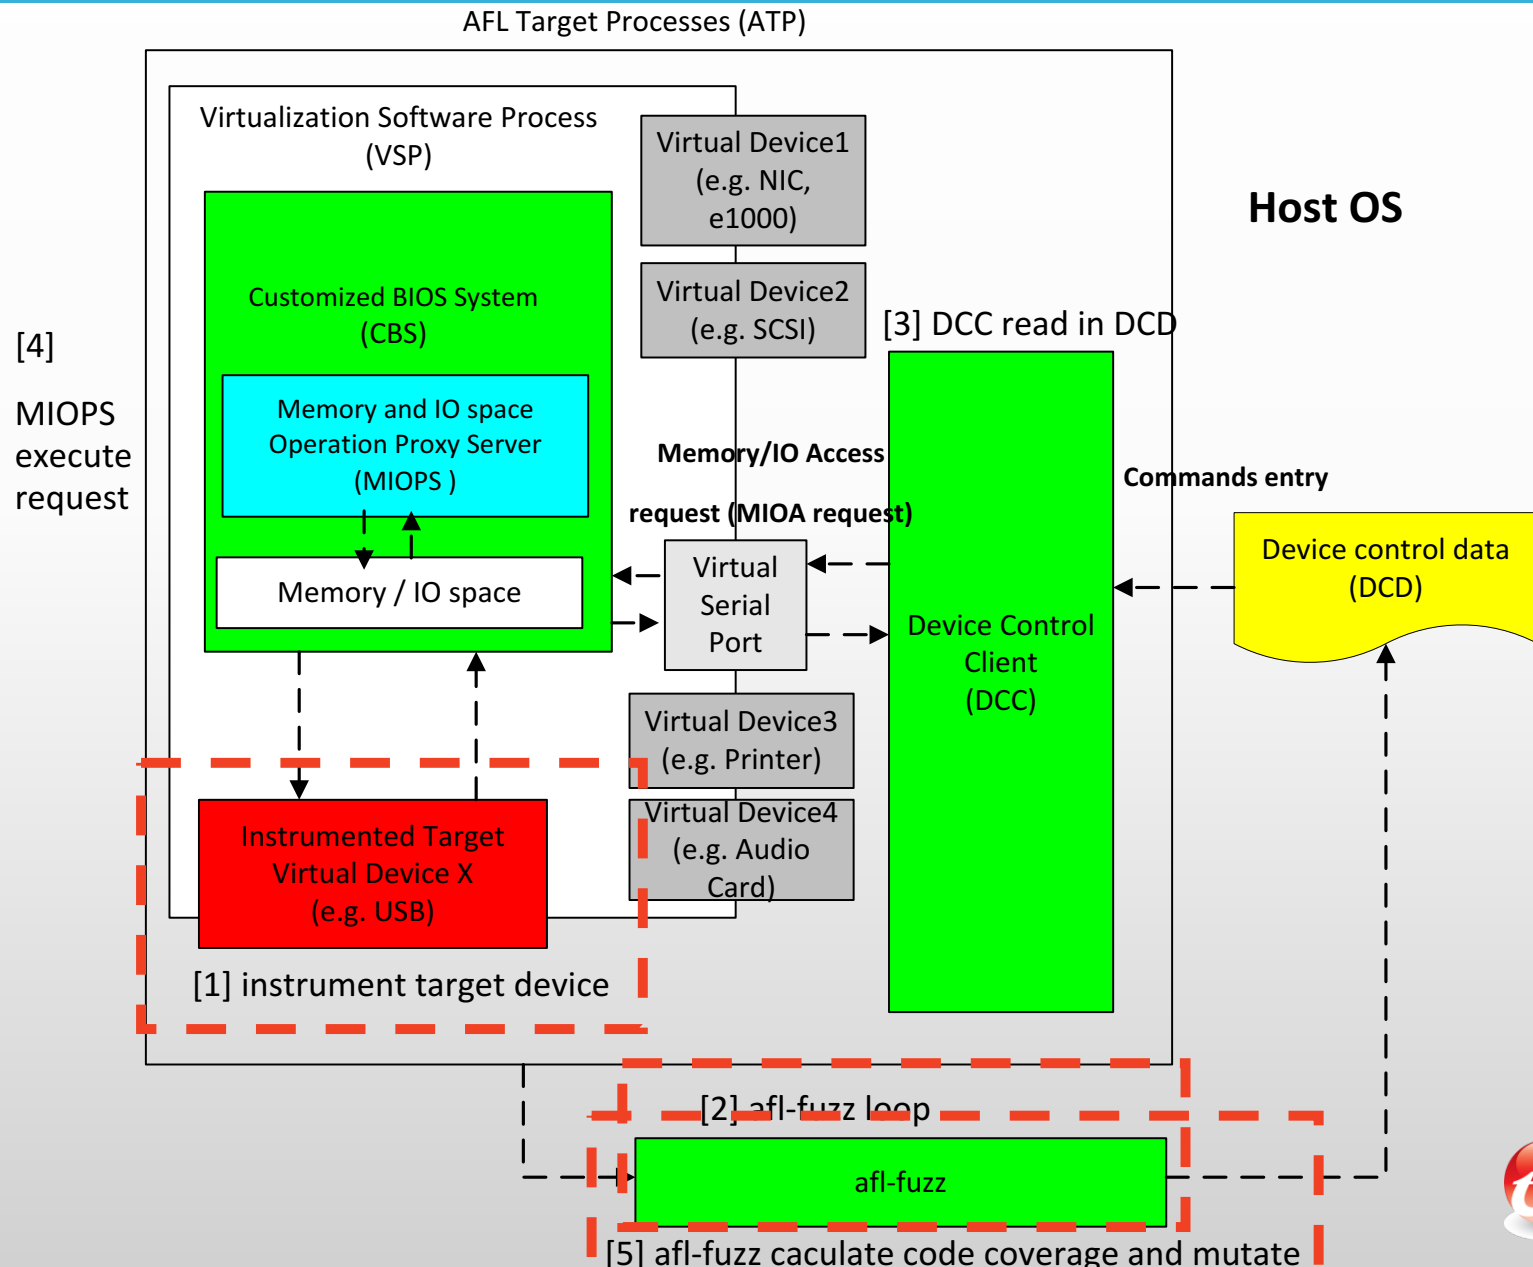 AFL Target Processes (ATP)
Virtualization Software Process
(VSP)
Virtual Device1
(e.g. NIC,
e1000)
Host OS
Virtual Device2
(e.g. SCSI)
Customized BIOS System
(CBS)
[3] DCC read in DCD
[4]
MIOPS
execute
request
Memory and IO space
Operation Proxy Server
(MIOPS )
Memory/IO Access
request (MIOA request)
Commands entry
Memory / IO space
Virtual
Serial
Port
Device Control
Client
(DCC)
Device control data
(DCD)
Virtual Device3
(e.g. Printer)
Virtual Device4
(e.g. Audio
Card)
Instrumented Target
Virtual Device X
(e.g. USB)
[1] instrument target device
[2] afl-fuzz loop
afl-fuzz
[5] afl-fuzz caculate code coverage and mutate